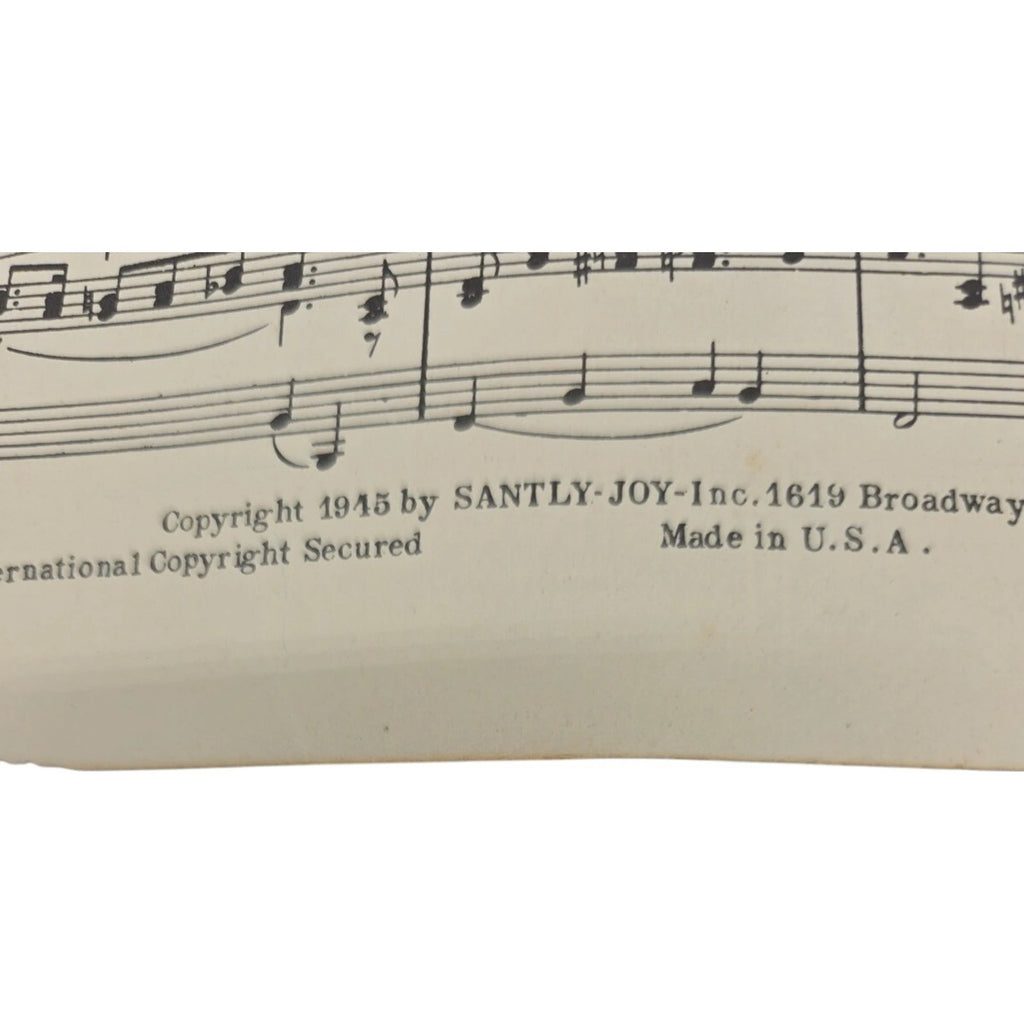 Copyright 1945 by SANTLY-JOY-Inc. 1619 Broadway
ernational Copyright Secured
Made in U.S.A.